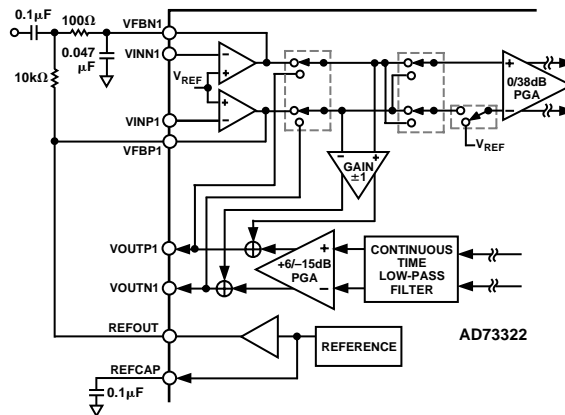 0.1µF
100Ω
VFBN1
VINN1
0.047
µF
10kΩ
VREF
VINP1
VFBP1
0/38dB
PGA
VREF
GAIN
±1
VOUTP1
+6/–15dB
PGA
CONTINUOUS
TIME
LOW-PASS
FILTER
VOUTN1
REFOUT
REFERENCE
AD73322
REFCAP
0.1µF